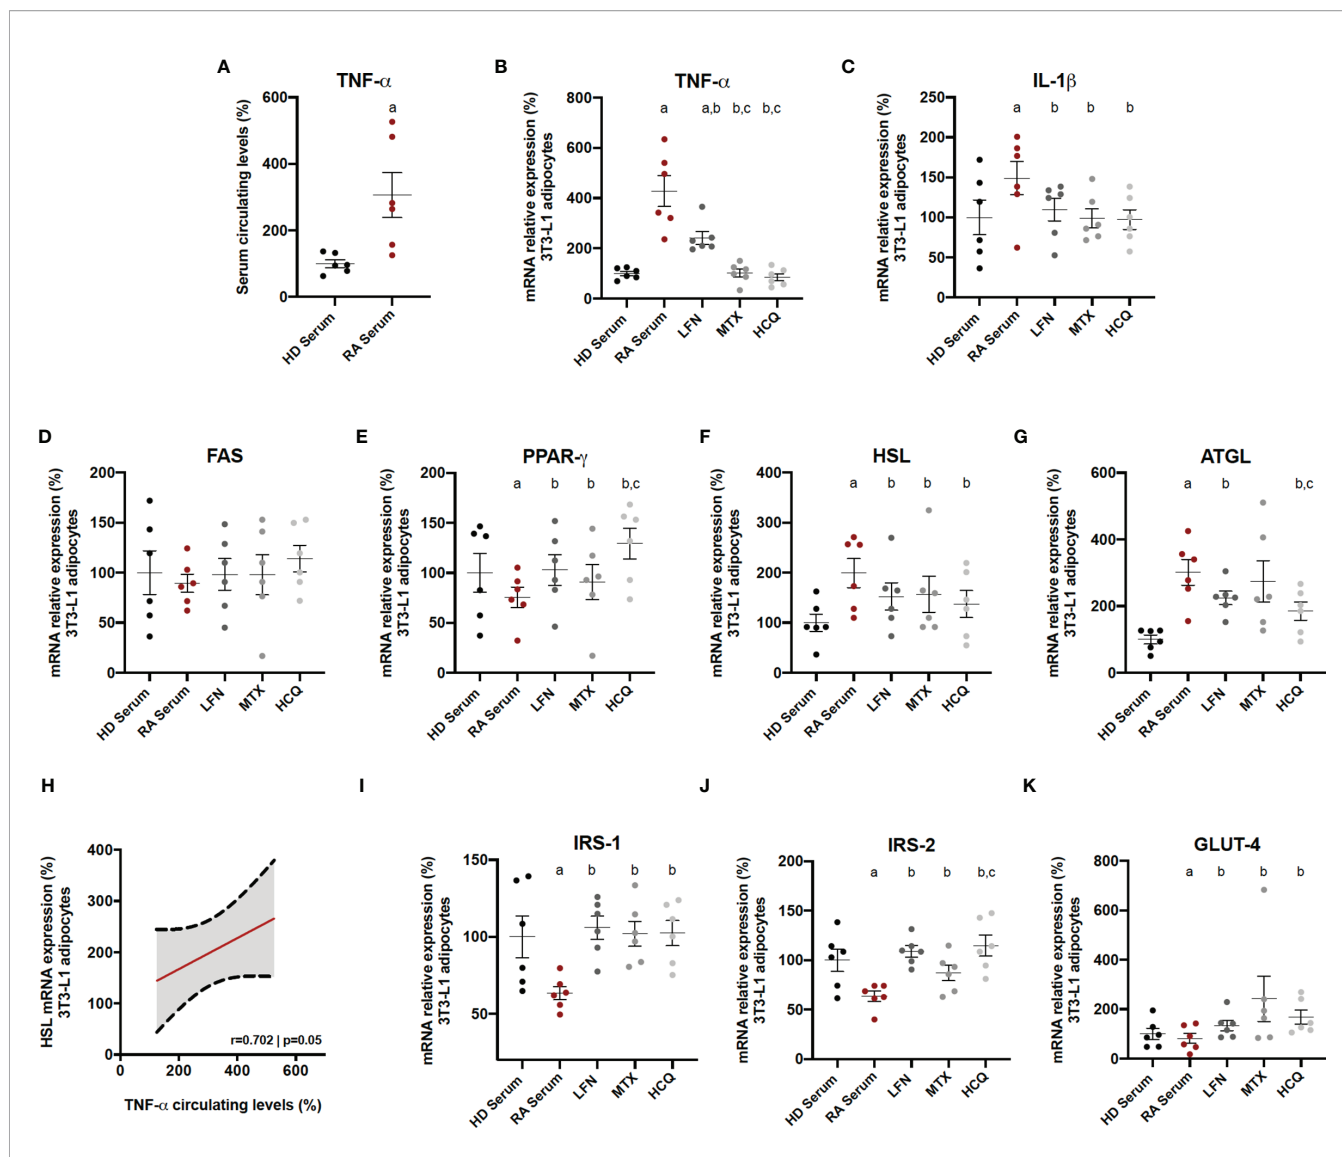 A
TNF-α
Serum circulating levels (%)
600
400
200
0
a
HD Serum
RA Serum
B
TNF-α
mRNA relative expression (%)
3T3-L1 adipocytes
800
600
400
200
0
a
a,b
b,c
b,c
HD Serum
RA Serum
LFN
MTX
HCQ
C
IL-1β
mRNA relative expression (%)
3T3-L1 adipocytes
250
200
150
100
50
0
a
b
b
b
HD Serum
RA Serum
LFN
MTX
HCQ
D
FAS
mRNA relative expression (%)
3T3-L1 adipocytes
200
150
100
50
0
HD Serum
RA Serum
LFN
MTX
HCQ
E
PPAR-γ
mRNA relative expression (%)
3T3-L1 adipocytes
200
150
100
50
0
a
b
b
b,c
HD Serum
RA Serum
LFN
MTX
HCQ
F
HSL
mRNA relative expression (%)
3T3-L1 adipocytes
400
300
200
100
0
a
b
b
b
HD Serum
RA Serum
LFN
MTX
HCQ
G
ATGL
mRNA relative expression (%)
3T3-L1 adipocytes
600
400
200
0
a
b
b,c
HD Serum
RA Serum
LFN
MTX
HCQ
H
HSL mRNA expression (%)
3T3-L1 adipocytes
400
300
200
100
0
r=0.702 | p=0.05
0
200
400
600
TNF-α circulating levels (%)
I
IRS-1
mRNA relative expression (%)
3T3-L1 adipocytes
150
100
50
a
b
b
b
HD Serum
RA Serum
LFN
MTX
HCQ
J
IRS-2
mRNA relative expression (%)
3T3-L1 adipocytes
200
150
100
50
0
a
b
b
b,c
HD Serum
RA Serum
LFN
MTX
HCQ
K
GLUT-4
mRNA relative expression (%)
3T3-L1 adipocytes
800
600
400
200
0
a
b
b
b
HD Serum
RA Serum
LFN
MTX
HCQ